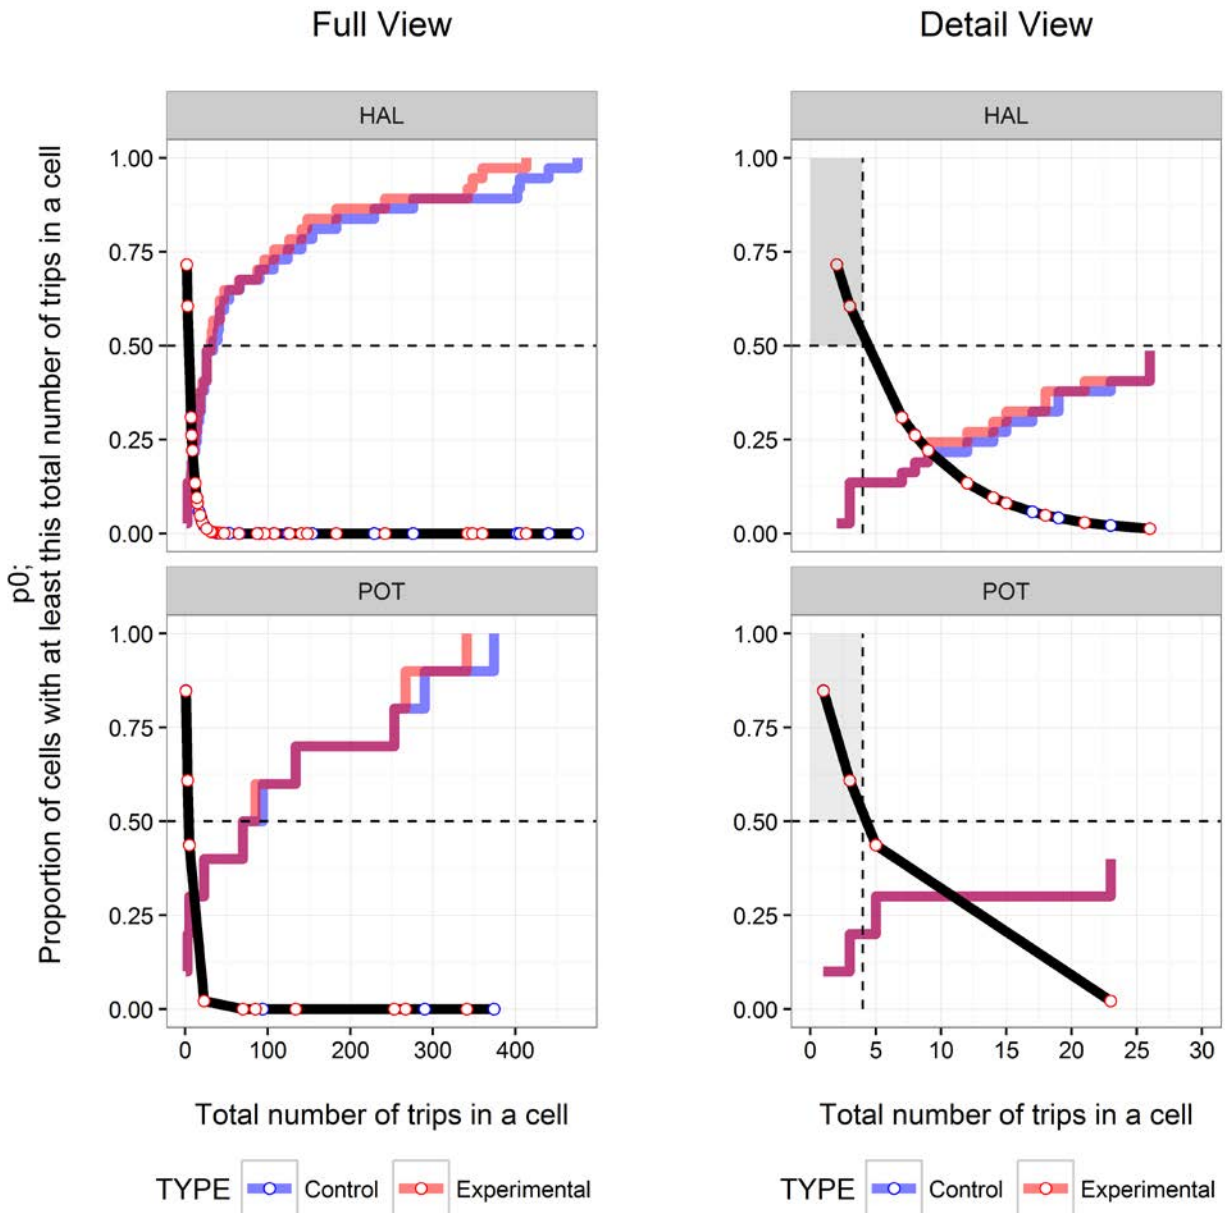 Full View
Detail View
p0;
Proportion of cells with at least this total number of trips in a cell
HAL
1.00
0.75
0.50
0.25
0.00
POT
1.00
0.75
0.50
0.25
0.00
0 100 200 300 400
Total number of trips in a cell
TYPE Control Experimental
HAL
1.00
0.75
0.50
0.25
0.00
POT
1.00
0.75
0.50
0.25
0.00
0 5 10 15 20 25 30
Total number of trips in a cell
TYPE Control Experimental